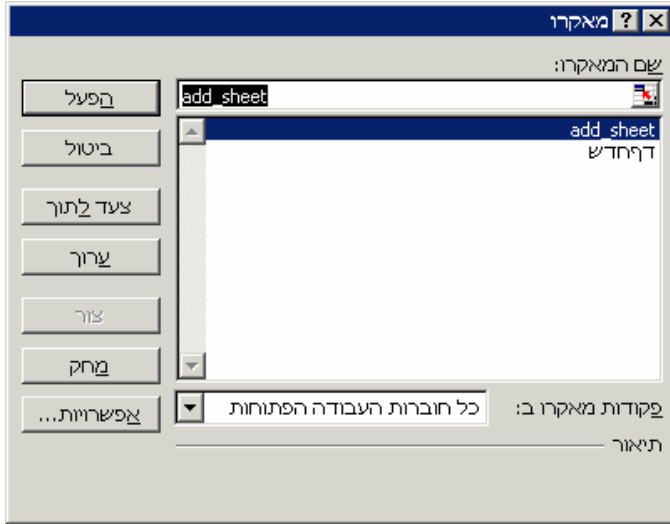 מאקרו
שם המאקרו:
add_sheet
הפעל
add_sheet
דףחדש
ביטול
צעד לתוך
ערוך
צור
מחק
אפשרויות...
פקודות מאקרו ב:
כל חוברות העבודה הפתוחות
תיאור